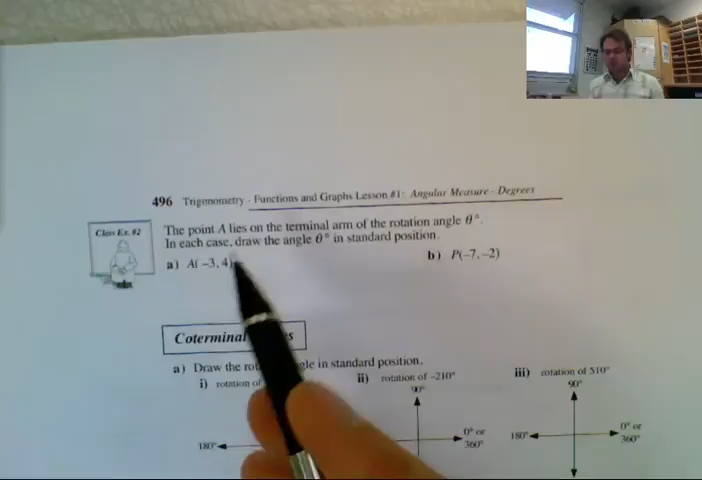 496 Trigonometry - Functions and Graphs Lesson #1: Angular Measure - Degrees
Class Ex. #2
The point A lies on the terminal arm of the rotation angle θ°.
In each case, draw the angle θ° in standard position.
a) A(-3, 4)
b) P(-7, -2)
Coterminal
a) Draw the in standard position.
i) rotation of
ii) rotation of -210°
iii) rotation of 510°
90°
90°
180°
0° or
360°
180°
0° or
360°